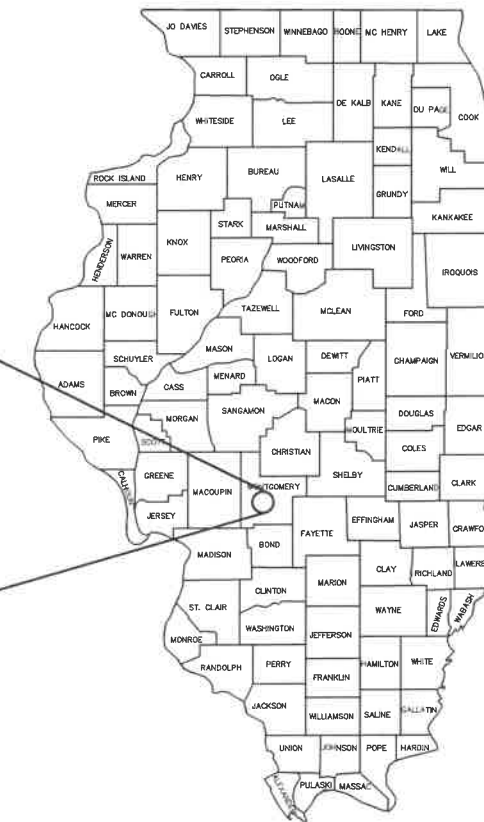 JO DAVIES STEPHENSON WINNEBAGO BOONE MC HENRY LAKE
CARROLL OGLE
DE KALB KANE DU PAGE COOK
WHITESIDE LEE
KENDALL
WILL
ROCK ISLAND HENRY BUREAU LASALLE
PUTNAM GRUNDY
MERCER
STARK MARSHALL KANKAKEE
HENDERSON WARREN KNOX LIVINGSTON
PEORIA WOODFORD
IROQUOIS
MC DONOUGH FULTON TAZEWELL MCLEAN FORD
HANCOCK
SCHUYLER MASON LOGAN DEWITT CHAMPAIGN VERMILIO
ADAMS BROWN CASS MENARD PIATT
MORGAN SANGAMON MACON DOUGLAS EDGAR
PIKE SCOTT CHRISTIAN MOULTRIE COLES
CALHOUN GREENE MACOUPIN MONTGOMERY SHELBY CUMBERLAND CLARK
JERSEY FAYETTE EFFINGHAM JASPER CRAWFO
MADISON BOND
CLAY RICHLAND LAWERS
CLINTON MARION
ST. CLAIR WAYNE EDWARDS WABASH
WASHINGTON JEFFERSON
MONROE
RANDOLPH PERRY HAMILTON WHITE
FRANKLIN
JACKSON WILLIAMSON SALINE GALLATIN
UNION JOHNSON POPE HARDIN
ALEXANDER PULASKI MASSAC